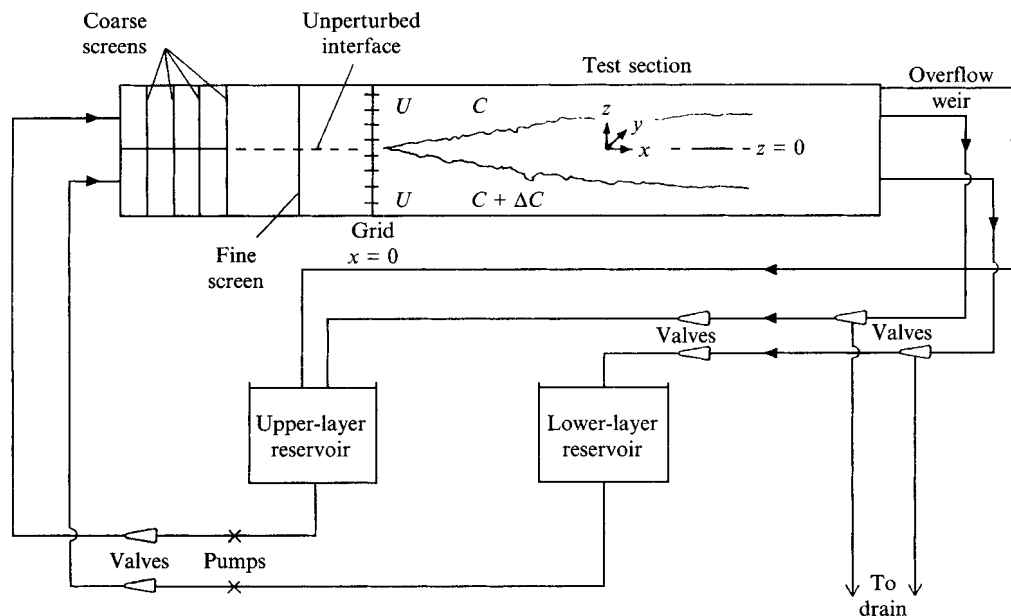 Coarse
screens
Unperturbed
interface
Test section
Overflow
weir
U
C
z
y
x
z = 0
U
C + ΔC
Grid
x = 0
Fine
screen
Valves
Valves
Upper-layer
reservoir
Lower-layer
reservoir
Valves
Pumps
To
drain